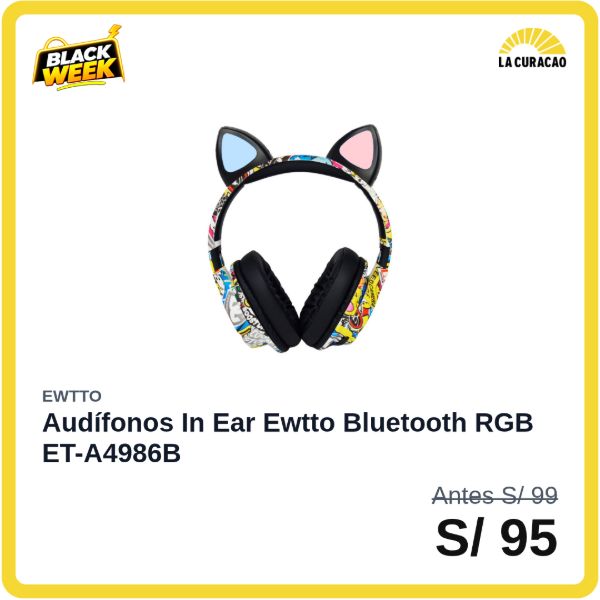 BLACK
WEEK
LA CURACAO
EWTTO
Audífonos In Ear Ewtto Bluetooth RGB
ET-A4986B
Antes S/ 99
S/ 95